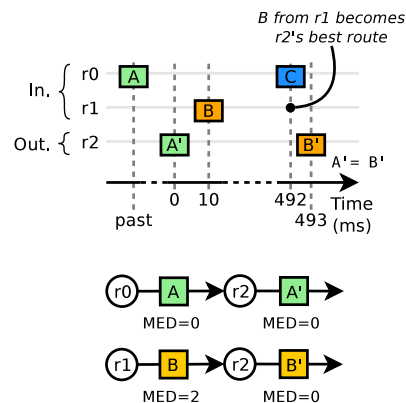 B from r1 becomes
r2's best route
In.
r0
A
C
r1
B
Out.
r2
A'
B'
A'= B'
0
10
492
Time
past
493
(ms)
r0
A
r2
A'
MED=0
MED=0
r1
B
r2
B'
MED=2
MED=0